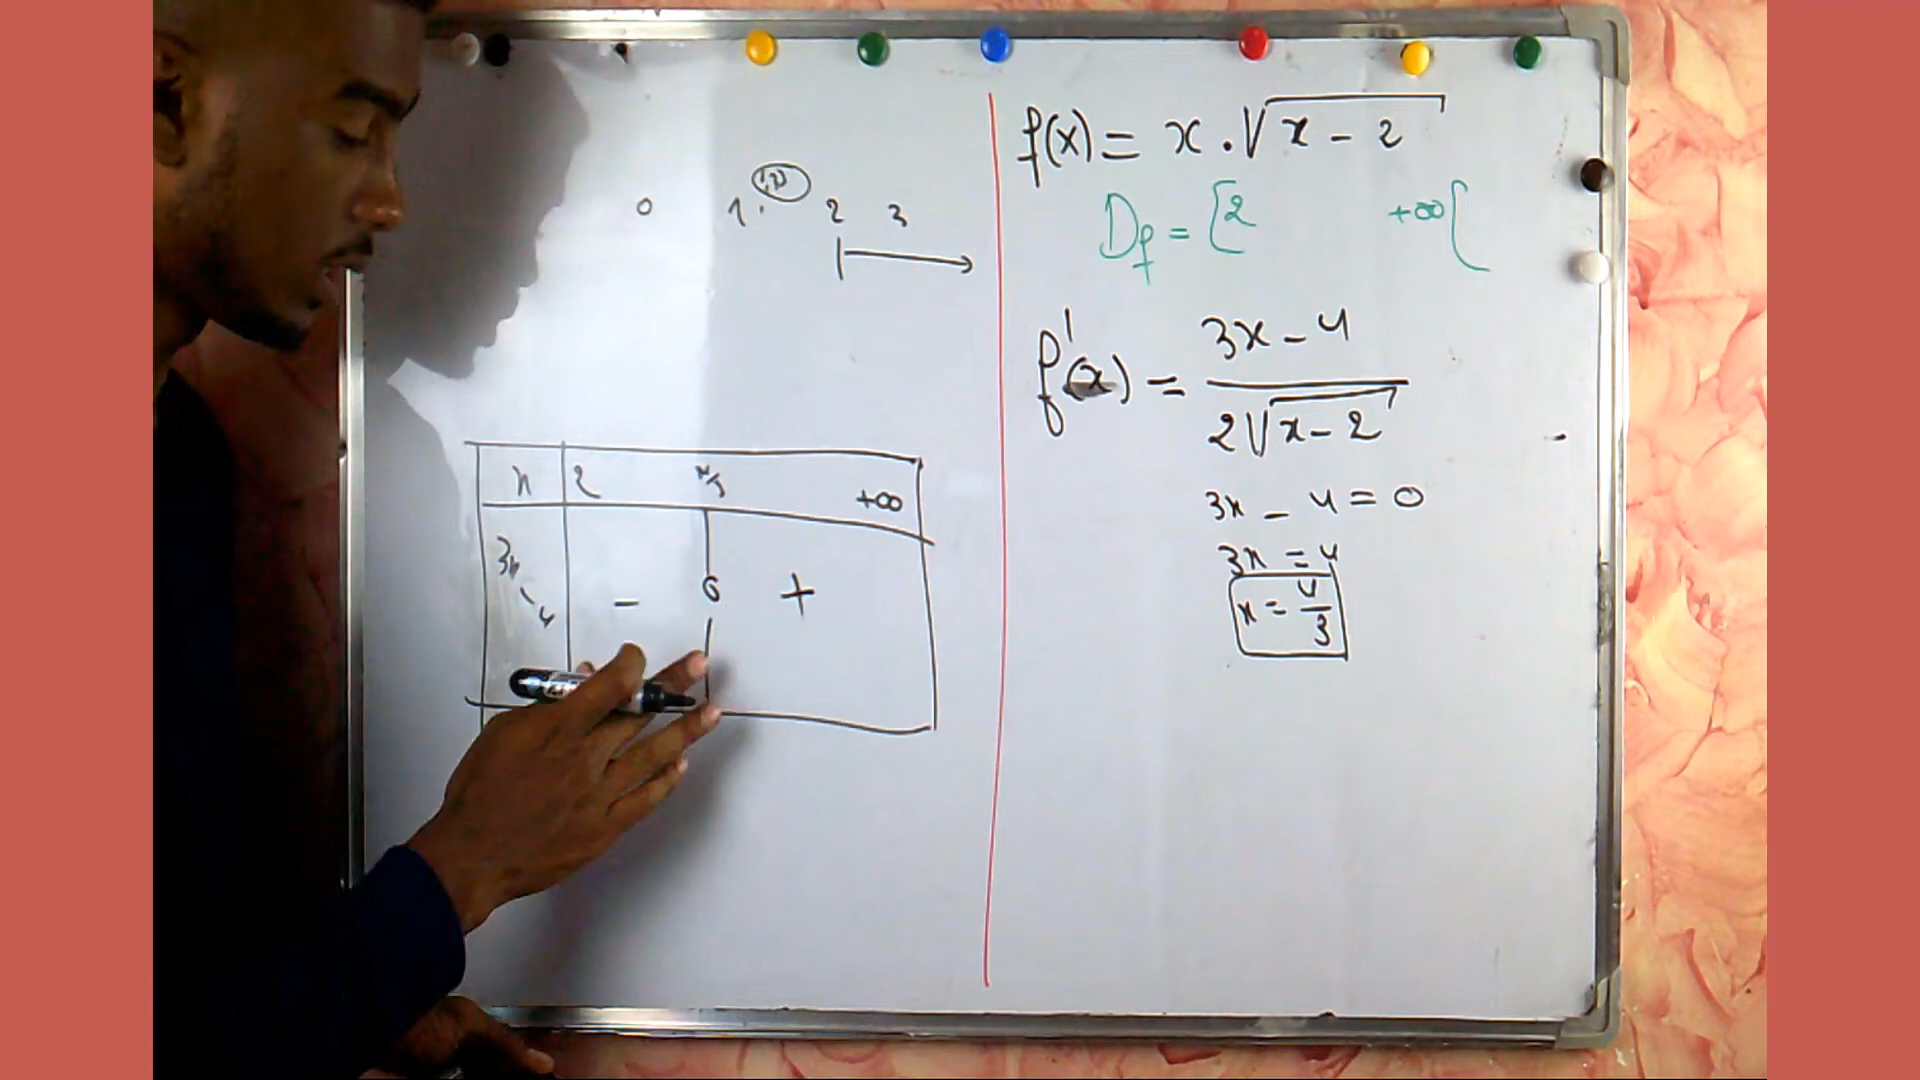 0 1. 2 3
x 2 4/3 +∞
3x-4 - 0 +
f(x) = x.√x-2
Df = [2 +∞[
f'(x) = 3x-4 / 2√x-2
3x - 4 = 0
3x = 4
x = 4/3